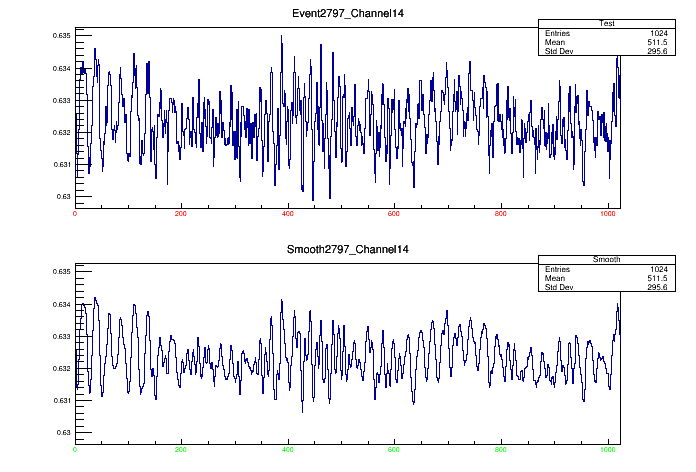 Event2797_Channel14
Test
Entries 1024
Mean 511.5
Std Dev 295.6
0.635
0.634
0.633
0.632
0.631
0.63
0 200 400 600 800 1000
Smooth2797_Channel14
Smooth
Entries 1024
Mean 511.5
Std Dev 295.6
0.635
0.634
0.633
0.632
0.631
0.63
0 200 400 600 800 1000